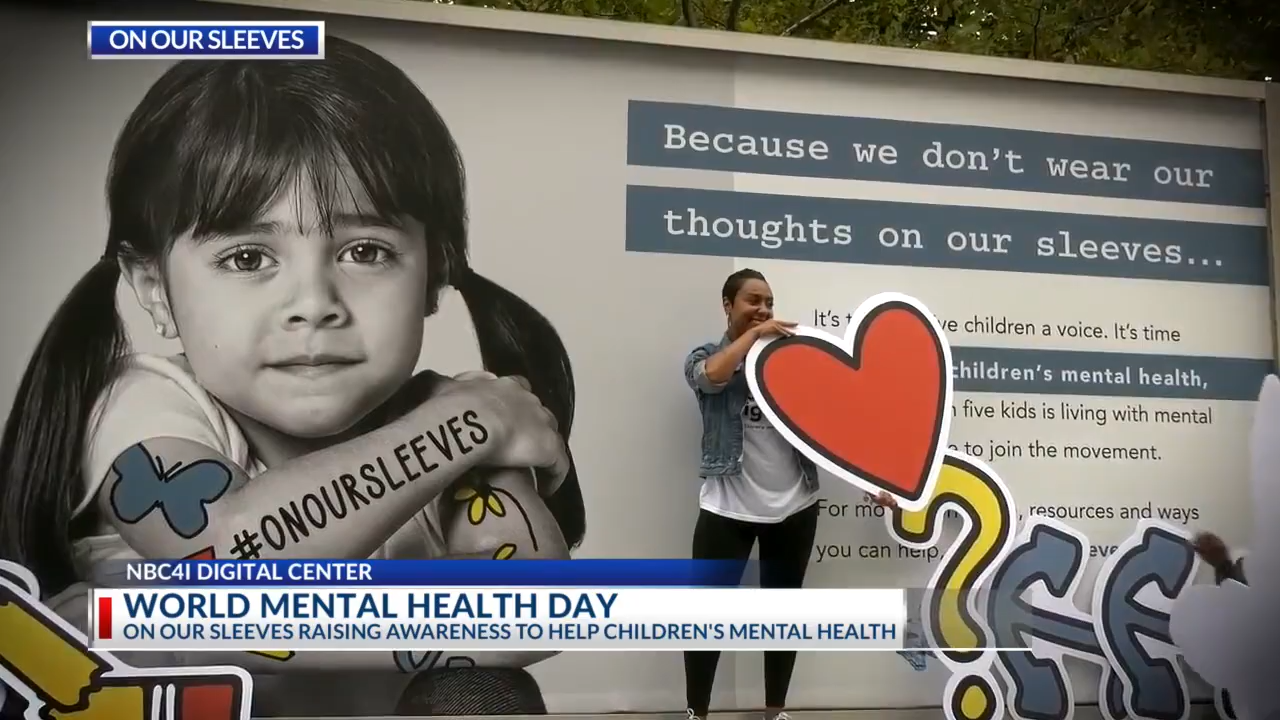 ON OUR SLEEVES
Because we don't wear our
thoughts on our sleeves...
It's children a voice. It's time
children's mental health,
five kids is living with mental
to join the movement.
For resources and ways
you can help,
#ONOURSLEEVES
NBC4I DIGITAL CENTER
WORLD MENTAL HEALTH DAY
ON OUR SLEEVES RAISING AWARENESS TO HELP CHILDREN'S MENTAL HEALTH